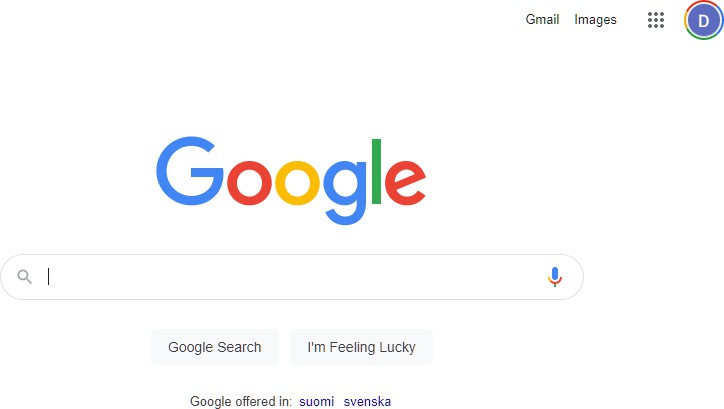 Gmail Images D
Google
Google Search I'm Feeling Lucky
Google offered in: suomi svenska